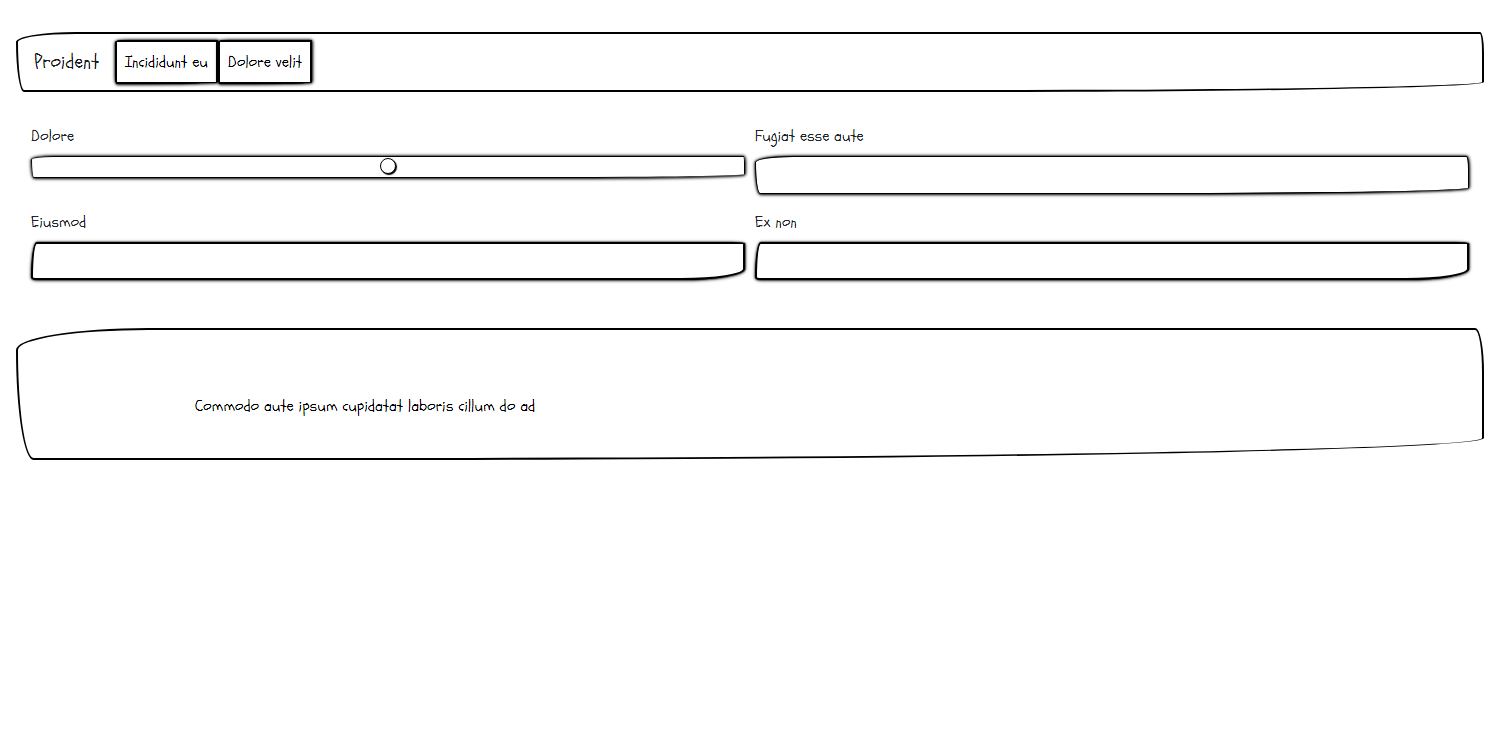 Proident Incididunt eu Dolore velit
Dolore Fugiat esse aute
Eiusmod Ex non
Commodo aute ipsum cupidatat laboris cillum do ad